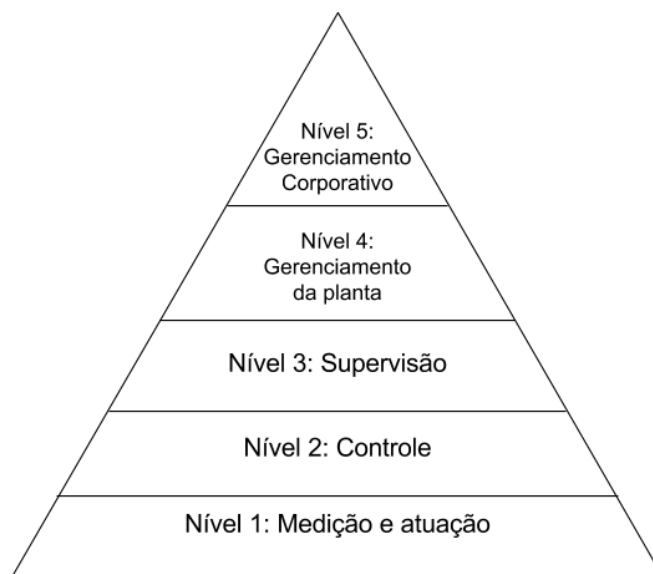 Nível 5:
Gerenciamento
Corporativo
Nível 4:
Gerenciamento
da planta
Nível 3: Supervisão
Nível 2: Controle
Nível 1: Medição e atuação